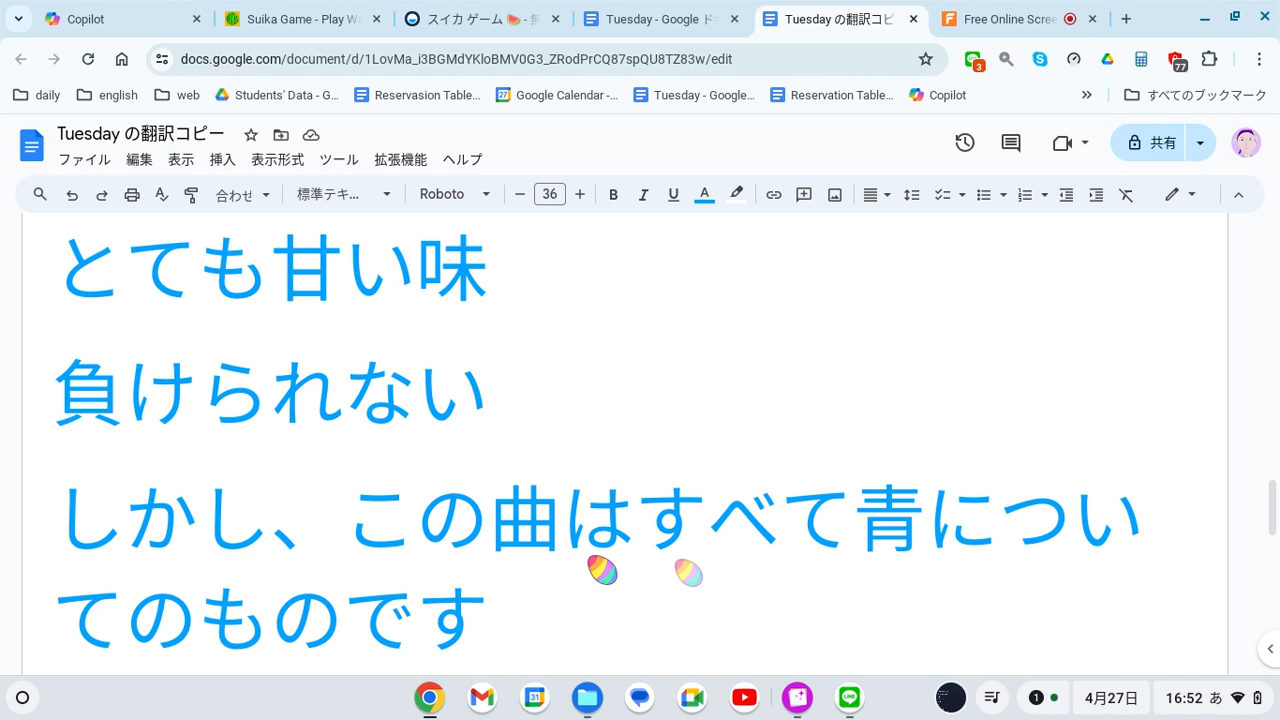 Copilot
Suika Game - Play W
スイカ ゲーム🍉 - 無
Tuesday - Google ド
Tuesday の翻訳コピ
Free Online Scree
docs.google.com/document/d/1LovMa_i3BGMdYKloBMV0G3_ZRodPrCQ87spQU8TZ83w/edit
3
77
daily
english
web
Students' Data - G...
Reservasion Table...
Google Calendar -...
Tuesday - Google...
Reservation Table...
Copilot
すべてのブックマーク
Tuesday の翻訳コピー
ファイル 編集 表示 挿入 表示形式 ツール 拡張機能 ヘルプ
共有
合わせ
標準テキ...
Roboto
36
B I U A
とても甘い味
負けられない
しかし、この曲はすべて青につい
てのものです
31
1
4月27日
16:52 あ